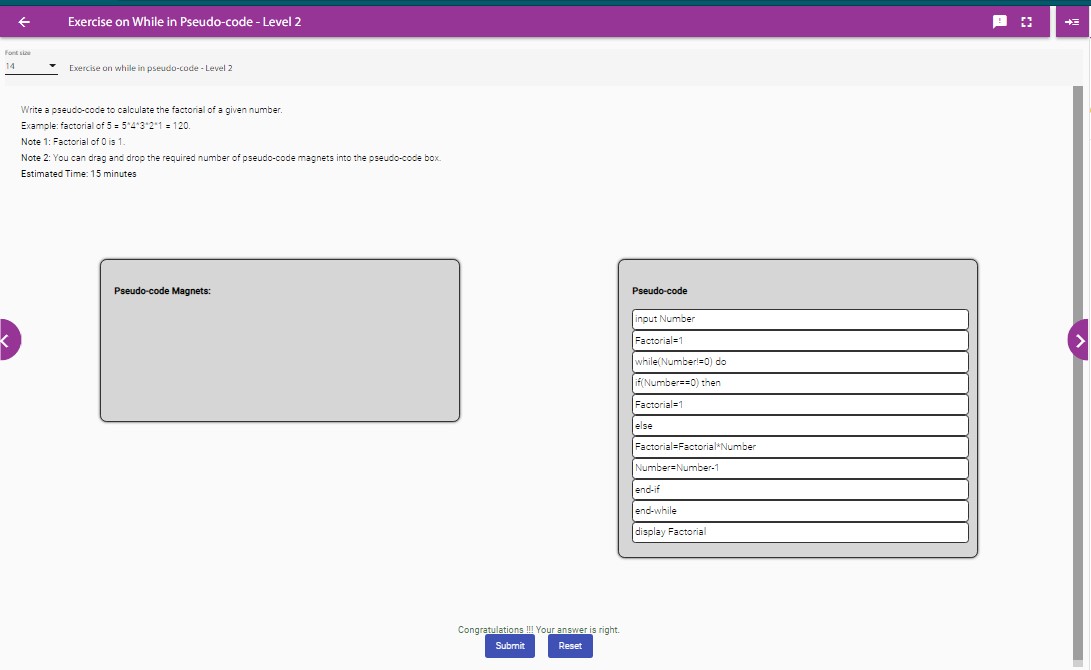 Exercise on While in Pseudo-code - Level 2
Font size
14
Exercise on while in pseudo-code - Level 2
Write a pseudo-code to calculate the factorial of a given number.
Example: factorial of 5 = 5*4*3*2*1 = 120.
Note 1: Factorial of 0 is 1.
Note 2: You can drag and drop the required number of pseudo-code magnets into the pseudo-code box.
Estimated Time: 15 minutes
Pseudo-code Magnets:
Pseudo-code
input Number
Factorial=1
while(Number!=0) do
if(Number==0) then
Factorial=1
else
Factorial=Factorial*Number
Number=Number-1
end-if
end-while
display Factorial
Congratulations !!! Your answer is right.
Submit
Reset